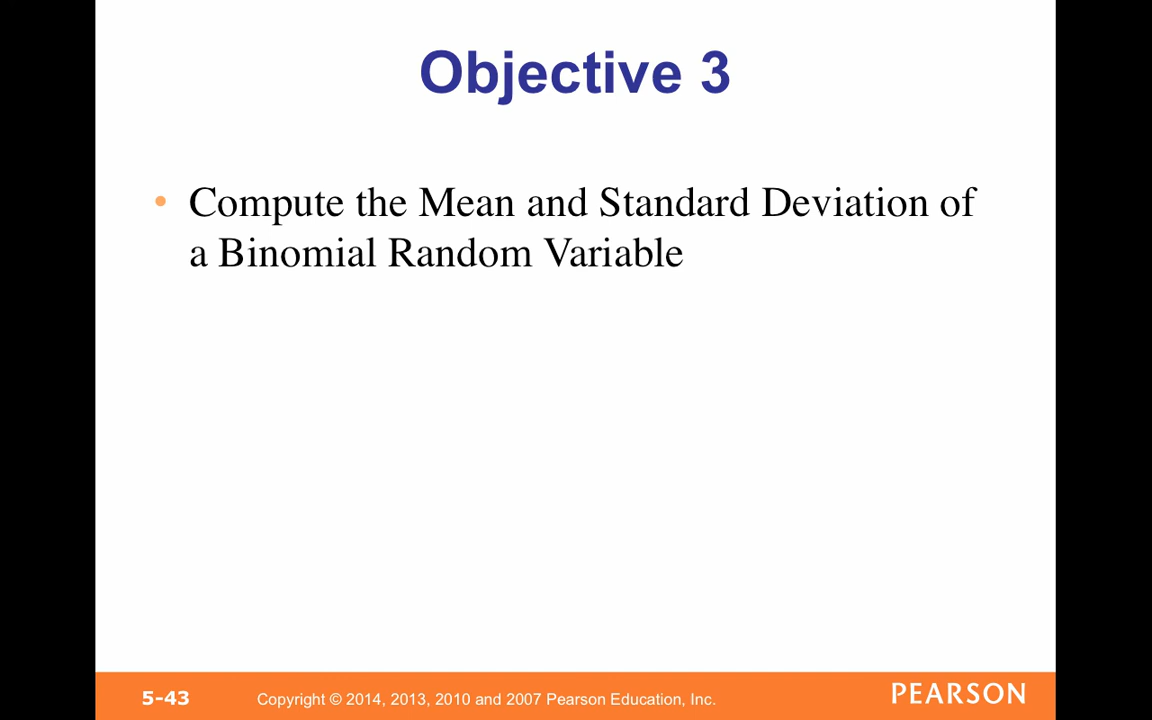 Objective 3
• Compute the Mean and Standard Deviation of
a Binomial Random Variable
5-43 Copyright © 2014, 2013, 2010 and 2007 Pearson Education, Inc. PEARSON